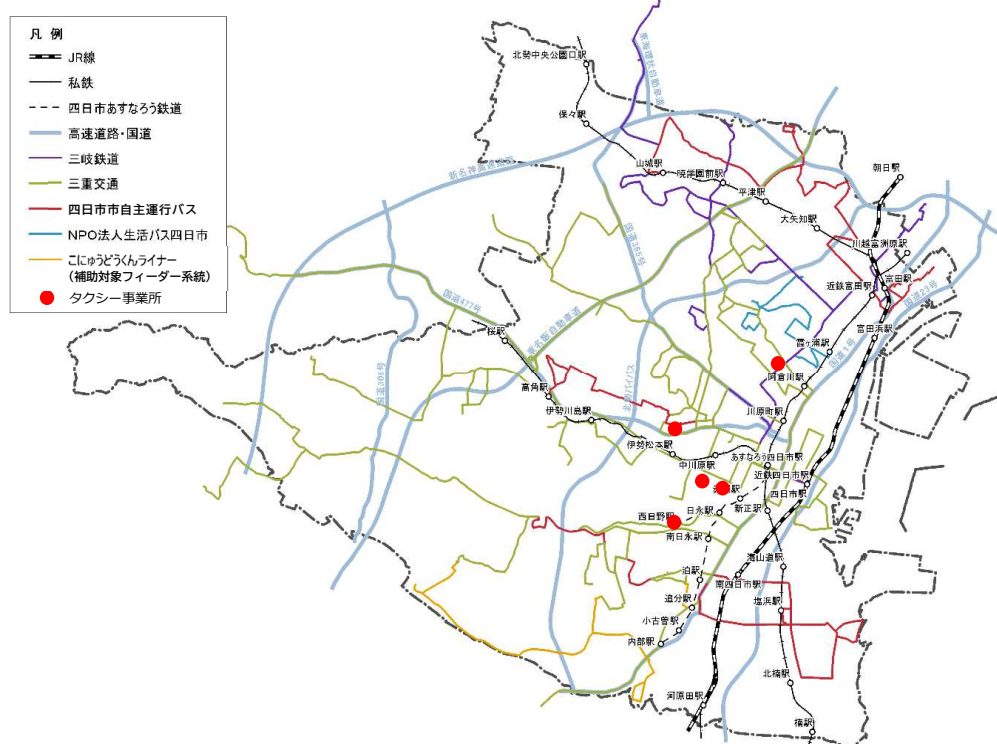 凡 例
JR線
私鉄
四日市あすなろう鉄道
高速道路・国道
三岐鉄道
三重交通
四日市市自主運行バス
NPO法人生活バス四日市
こにゅうどうくんライナー
(補助対象フィーダー系統)
タクシー事業所
北勢中央公園口駅
東海環状自動車道
保々駅
新名神高速道路
山城駅
暁学園前駅
平津駅
朝日駅
大矢知駅
川越富洲原駅
国道365号
富田駅
近鉄富田駅
国道23号
国道477号
富田浜駅
桜駅
東名阪自動車道
霞ヶ浦駅
国道1号
国道306号
阿倉川駅
高角駅
北勢バイパス
伊勢川島駅
川原町駅
伊勢松本駅
あすなろう四日市駅
中川原駅
近鉄四日市駅
四日市駅
西日野駅
日永駅
新正駅
南日永駅
海山道駅
泊駅
南四日市駅
追分駅
塩浜駅
小古曽駅
内部駅
北楠駅
河原田駅
楠駅